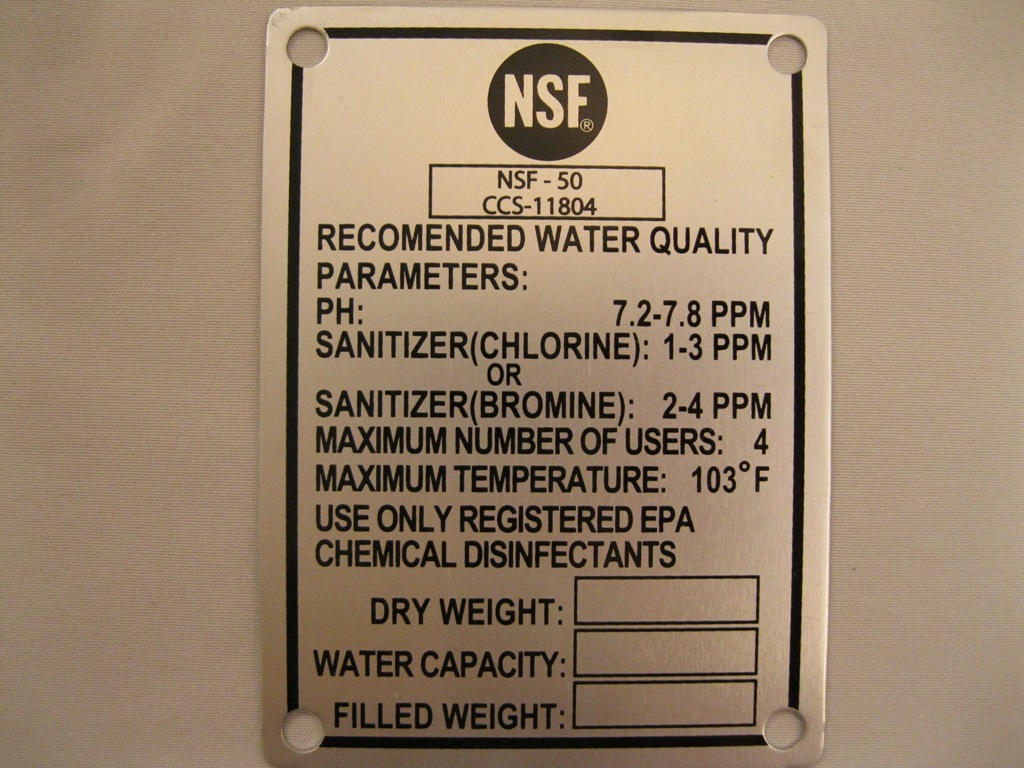 NSF®
NSF - 50
CCS-11804
RECOMENDED WATER QUALITY
PARAMETERS:
PH: 7.2-7.8 PPM
SANITIZER(CHLORINE): 1-3 PPM
OR
SANITIZER(BROMINE): 2-4 PPM
MAXIMUM NUMBER OF USERS: 4
MAXIMUM TEMPERATURE: 103°F
USE ONLY REGISTERED EPA
CHEMICAL DISINFECTANTS
DRY WEIGHT:
WATER CAPACITY:
FILLED WEIGHT: